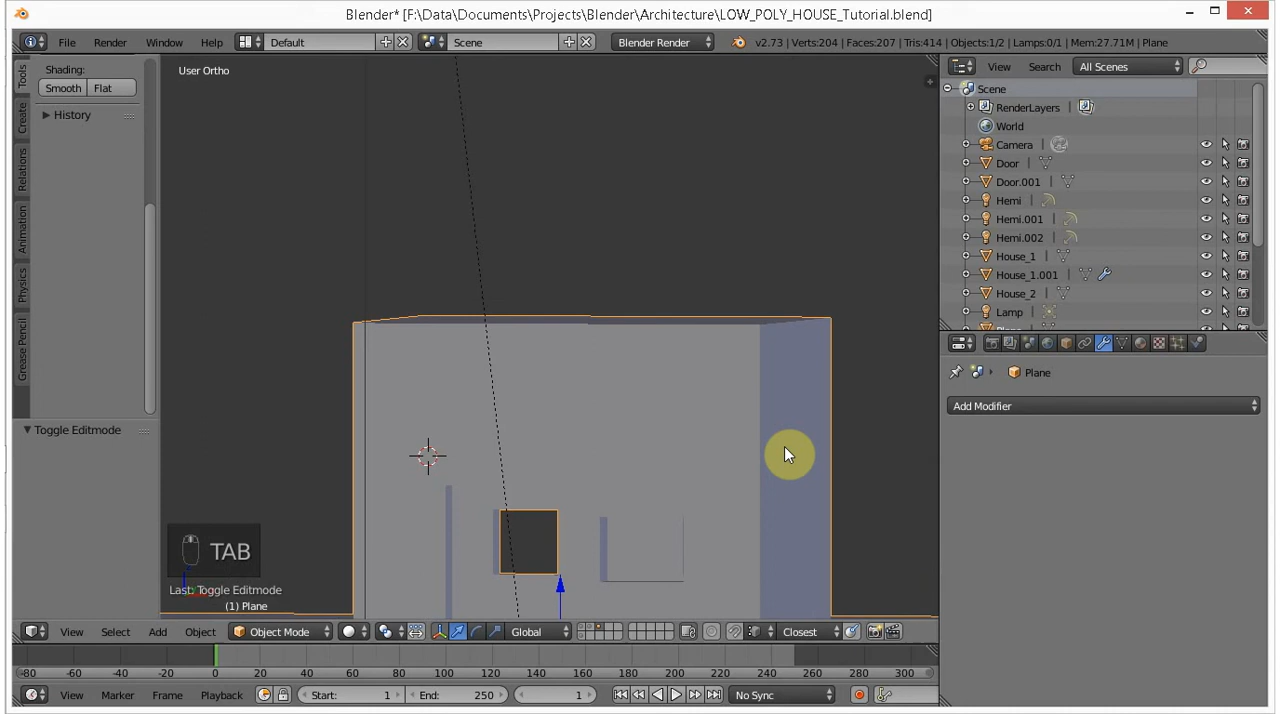 Blender* [F:\Data\Documents\Projects\Blender\Architecture\LOW_POLY_HOUSE_Tutorial.blend]
File Render Window Help Default Scene Blender Render v2.73 | Verts:204 | Faces:207 | Tris:414 | Objects:1/2 | Lamps:0/1 | Mem:27.71M | Plane
Tools
Create
Relations
Animation
Physics
Grease Pencil
Shading:
Smooth Flat
History
Toggle Editmode
User Ortho
TAB
Last: Toggle Editmode
(1) Plane
View Search All Scenes
Scene
RenderLayers
World
Camera
Door
Door.001
Hemi
Hemi.001
Hemi.002
House_1
House_1.001
House_2
Lamp
Plane
Add Modifier
View Select Add Object Object Mode Global Closest
-80 -60 -40 -20 0 20 40 60 80 100 120 140 160 180 200 220 240 260 280 300
View Marker Frame Playback Start: 1 End: 250 1 No Sync